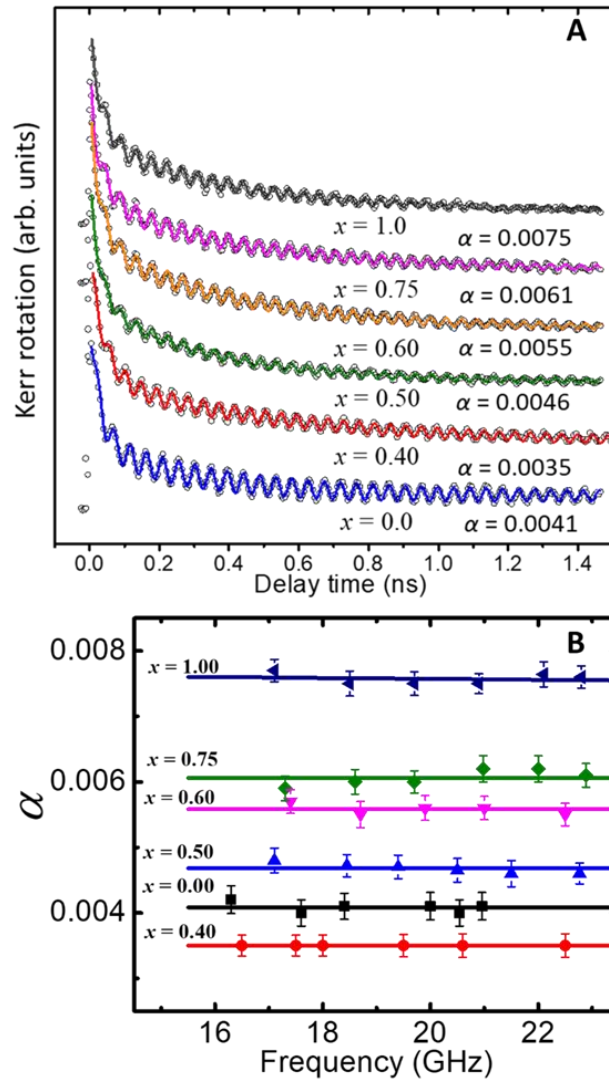 A
Kerr rotation (arb. units)
x = 1.0 α = 0.0075
x = 0.75 α = 0.0061
x = 0.60 α = 0.0055
x = 0.50 α = 0.0046
x = 0.40 α = 0.0035
x = 0.0 α = 0.0041
0.0 0.2 0.4 0.6 0.8 1.0 1.2 1.4
Delay time (ns)
B
0.008
x = 1.00
x = 0.75
0.006
x = 0.60
α
x = 0.50
x = 0.00
0.004
x = 0.40
16 18 20 22
Frequency (GHz)